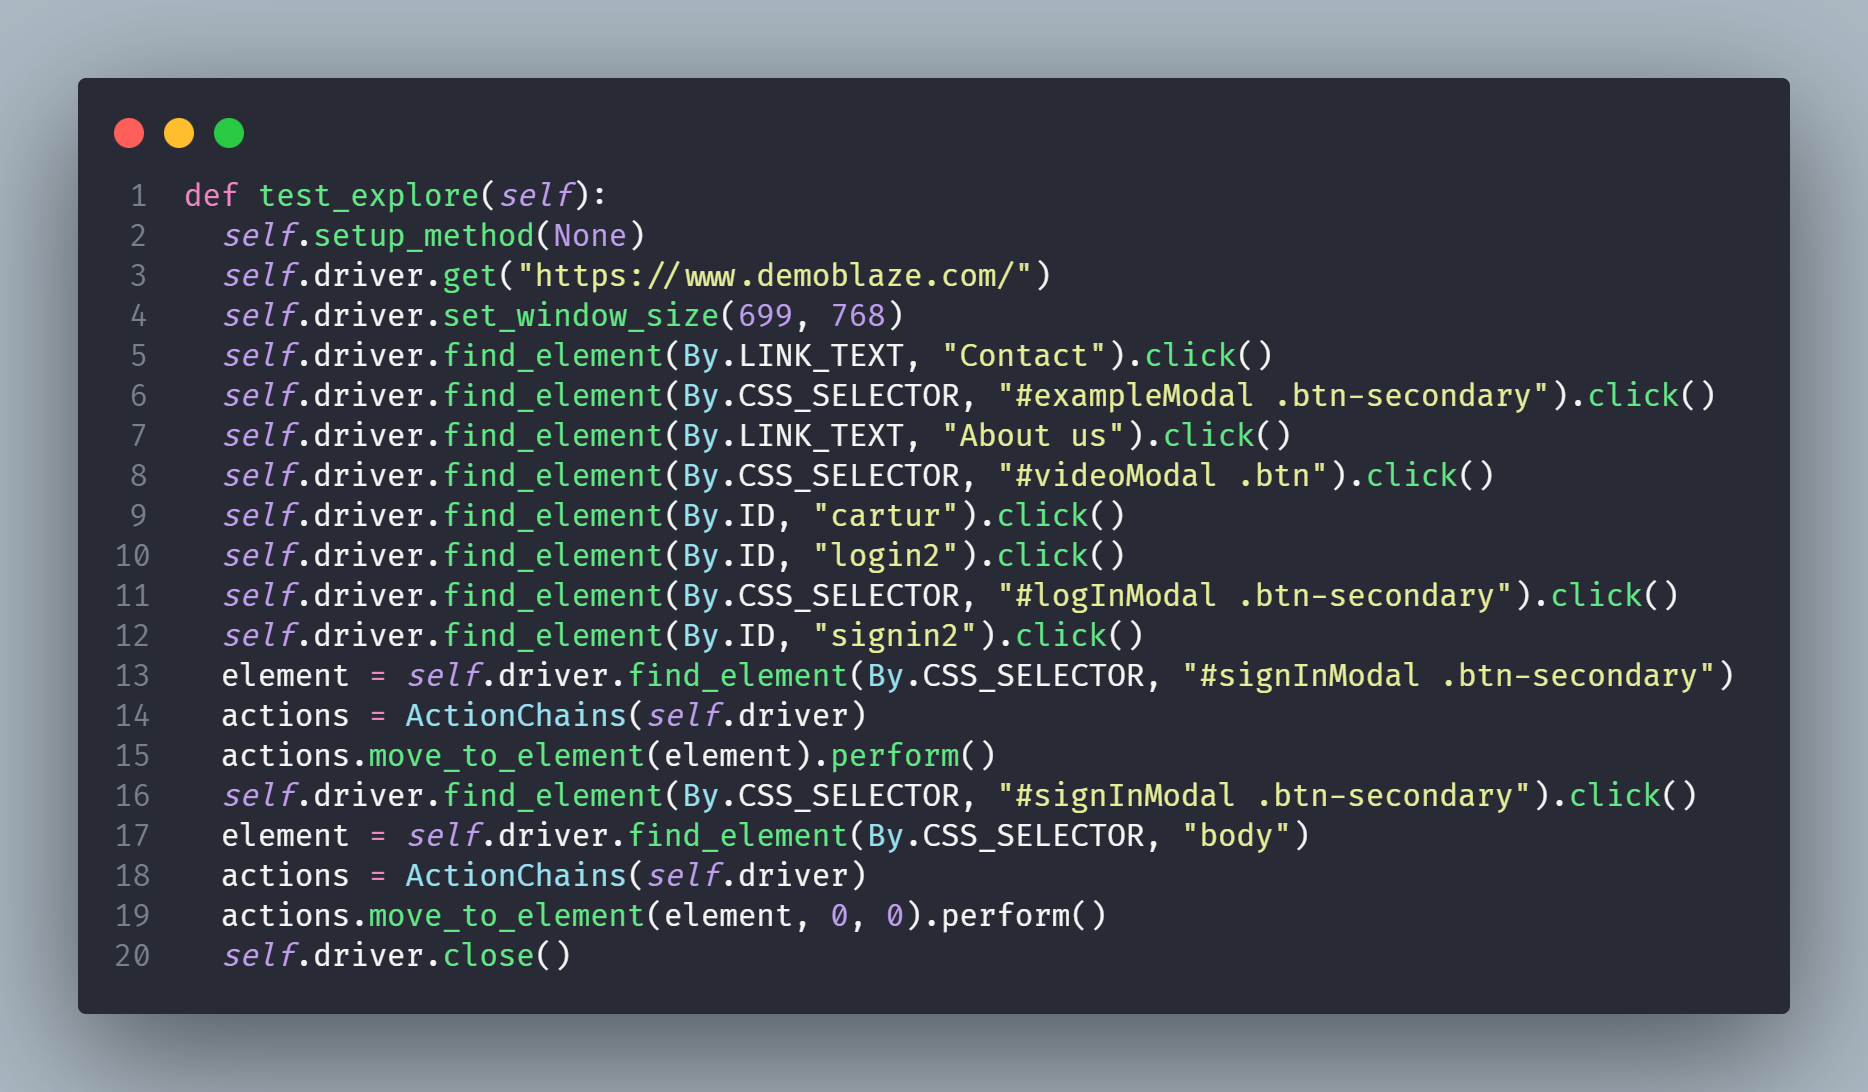 1 def test_explore(self):
2   self.setup_method(None)
3   self.driver.get("https://www.demoblaze.com/")
4   self.driver.set_window_size(699, 768)
5   self.driver.find_element(By.LINK_TEXT, "Contact").click()
6   self.driver.find_element(By.CSS_SELECTOR, "#exampleModal .btn-secondary").click()
7   self.driver.find_element(By.LINK_TEXT, "About us").click()
8   self.driver.find_element(By.CSS_SELECTOR, "#videoModal .btn").click()
9   self.driver.find_element(By.ID, "cartur").click()
10   self.driver.find_element(By.ID, "login2").click()
11   self.driver.find_element(By.CSS_SELECTOR, "#logInModal .btn-secondary").click()
12   self.driver.find_element(By.ID, "signin2").click()
13   element = self.driver.find_element(By.CSS_SELECTOR, "#signInModal .btn-secondary")
14   actions = ActionChains(self.driver)
15   actions.move_to_element(element).perform()
16   self.driver.find_element(By.CSS_SELECTOR, "#signInModal .btn-secondary").click()
17   element = self.driver.find_element(By.CSS_SELECTOR, "body")
18   actions = ActionChains(self.driver)
19   actions.move_to_element(element, 0, 0).perform()
20   self.driver.close()